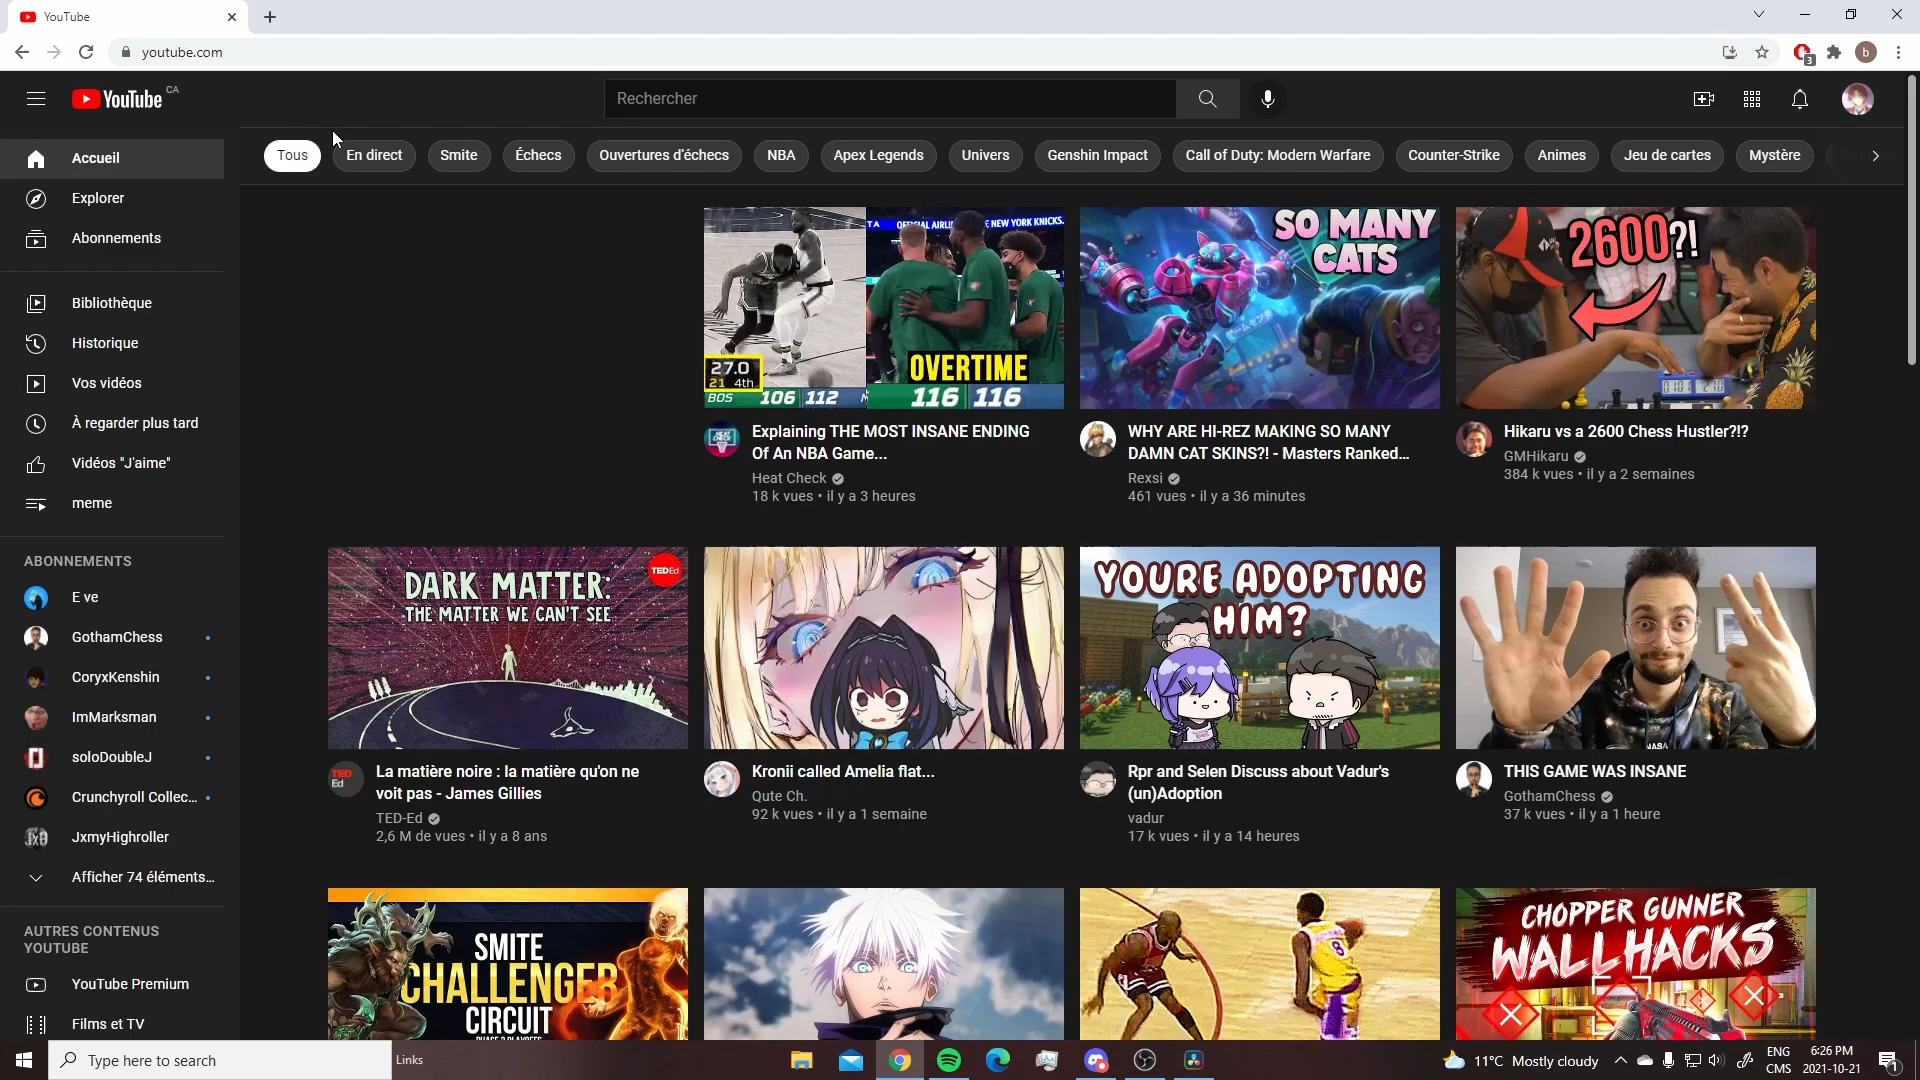 YouTube
youtube.com
3
b
YouTube CA
Rechercher
Tous
En direct
Smite
Échecs
Ouvertures d'échecs
NBA
Apex Legends
Univers
Genshin Impact
Call of Duty: Modern Warfare
Counter-Strike
Animes
Jeu de cartes
Mystère
Accueil
Explorer
Abonnements
Bibliothèque
Historique
Vos vidéos
À regarder plus tard
Vidéos "J'aime"
meme
ABONNEMENTS
E ve
GothamChess
CoryxKenshin
ImMarksman
soloDoubleJ
Crunchyroll Collec...
JxmyHighroller
Afficher 74 éléments...
AUTRES CONTENUS
YOUTUBE
YouTube Premium
Films et TV
NEW YORK KNICKS.
27.0
21 4th
BOS 106 112
OVERTIME
116 116
Explaining THE MOST INSANE ENDING
Of An NBA Game...
Heat Check
18 k vues • il y a 3 heures
SO MANY
CATS
WHY ARE HI-REZ MAKING SO MANY
DAMN CAT SKINS?! - Masters Ranked...
Rexsi
461 vues • il y a 36 minutes
2600?!
Hikaru vs a 2600 Chess Hustler?!?
GMHikaru
384 k vues • il y a 2 semaines
TEDEd
DARK MATTER:
THE MATTER WE CAN'T SEE
TED
Ed
La matière noire : la matière qu'on ne
voit pas - James Gillies
TED-Ed
2,6 M de vues • il y a 8 ans
Kronii called Amelia flat...
Qute Ch.
92 k vues • il y a 1 semaine
YOURE ADOPTING
HIM?
Rpr and Selen Discuss about Vadur's
(un)Adoption
vadur
17 k vues • il y a 14 heures
THIS GAME WAS INSANE
GothamChess
37 k vues • il y a 1 heure
SMITE
CHALLENGER
CIRCUIT
CHOPPER GUNNER
WALLHACKS
Type here to search
Links
11°C Mostly cloudy
ENG
CMS
6:26 PM
2021-10-21
1